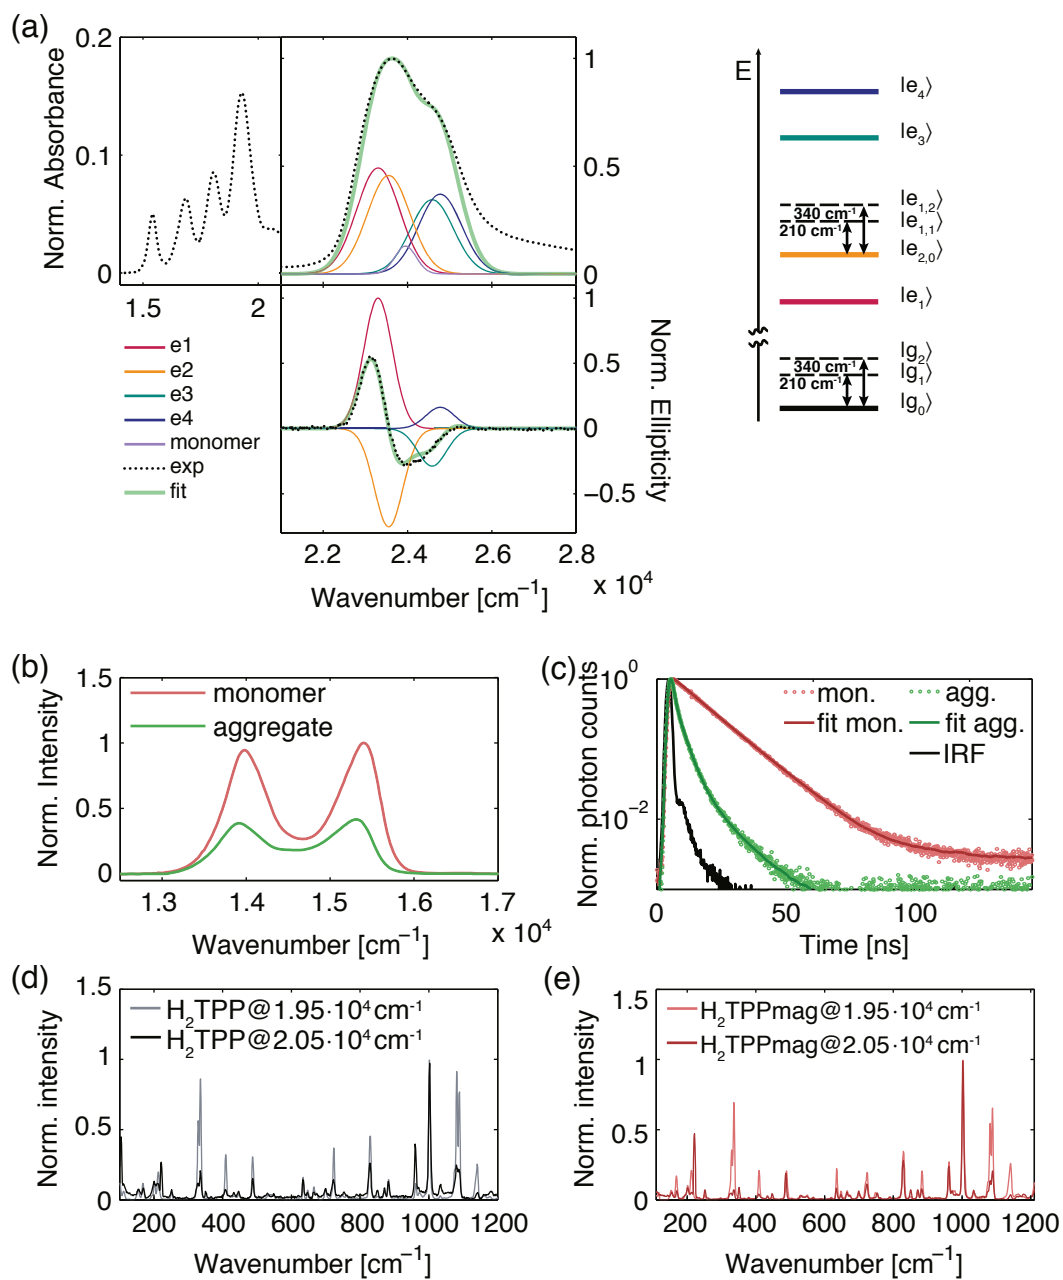 (a)
0.2
0.1
0
Norm. Absorbance
1.5
2
1
0.5
0
1
0.5
0
−0.5
Norm. Ellipticity
e1
e2
e3
e4
monomer
exp
fit
2.2
2.4
2.6
2.8
Wavenumber [cm⁻¹]
x 10⁴
E
|e₄⟩
|e₃⟩
|e₁,₂⟩
340 cm⁻¹
|e₁,₁⟩
210 cm⁻¹
|e₂,₀⟩
|e₁⟩
|g₂⟩
340 cm⁻¹
|g₁⟩
210 cm⁻¹
|g₀⟩
(b)
1.5
1
0.5
0
Norm. Intensity
monomer
aggregate
1.3
1.4
1.5
1.6
1.7
Wavenumber [cm⁻¹]
x 10⁴
(c)
10⁰
10⁻²
Norm. photon counts
mon.
agg.
fit mon.
fit agg.
IRF
0
50
100
Time [ns]
(d)
1.5
1
0.5
0
Norm. intensity
H₂TPP@1.95·10⁴cm⁻¹
H₂TPP@2.05·10⁴cm⁻¹
200
400
600
800
1000
1200
Wavenumber [cm⁻¹]
(e)
1.5
1
0.5
0
Norm. intensity
H₂TPPmag@1.95·10⁴cm⁻¹
H₂TPPmag@2.05·10⁴cm⁻¹
200
400
600
800
1000
1200
Wavenumber [cm⁻¹]